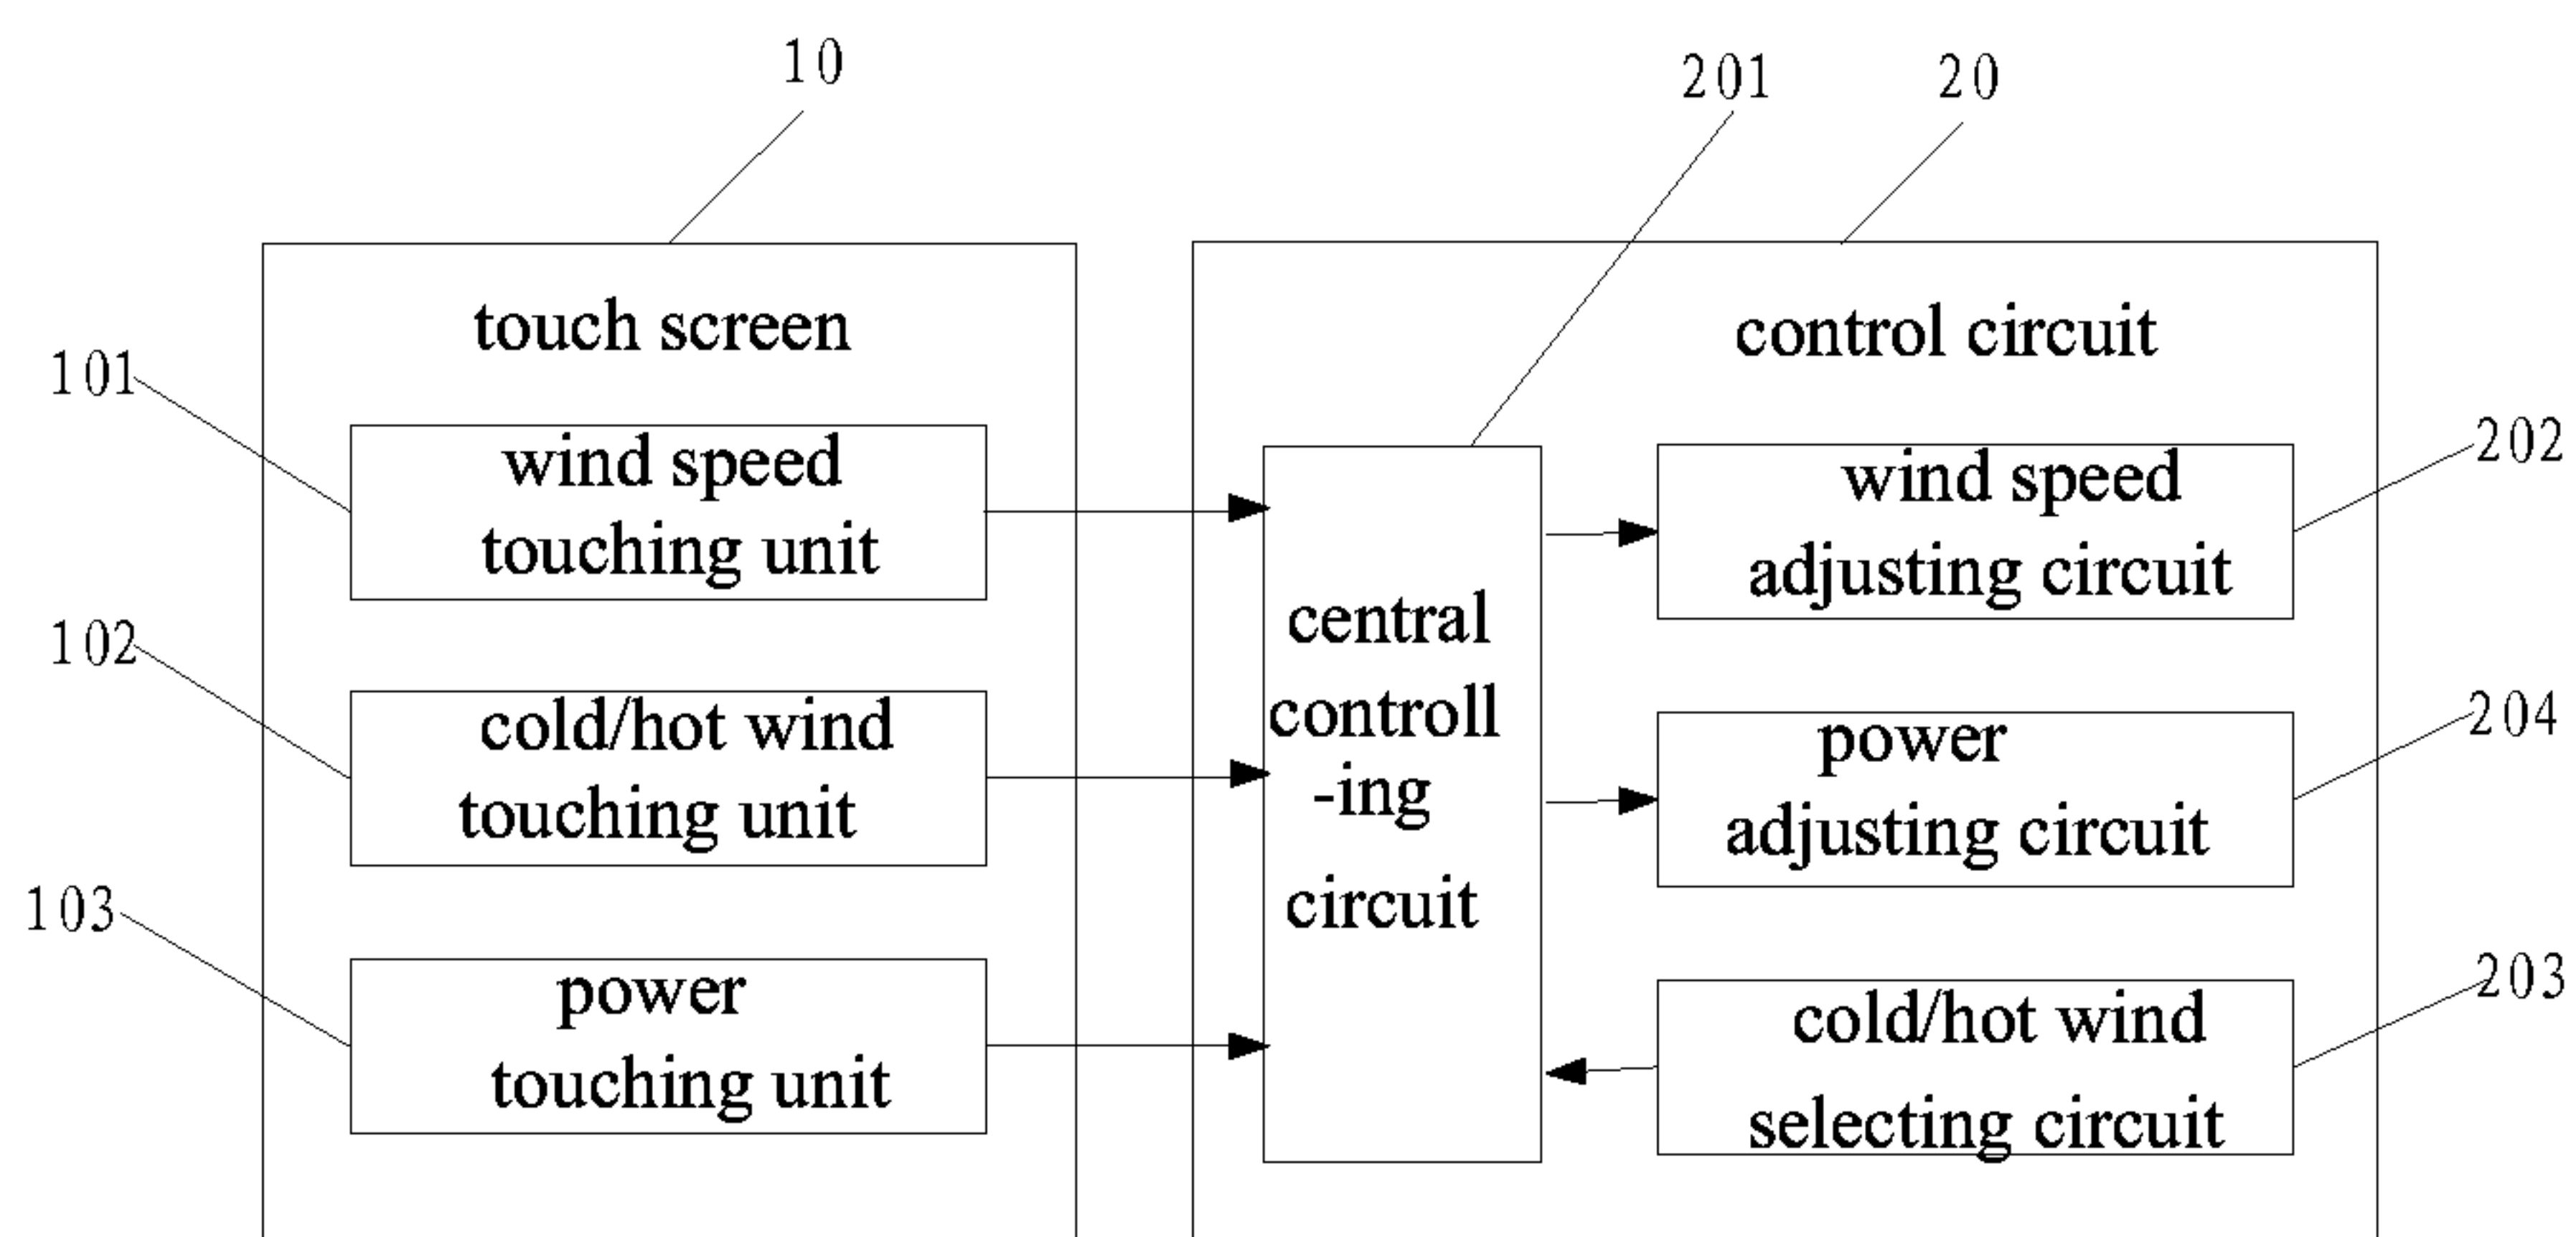 10
201
20
touch screen
control circuit
101
wind speed
touching unit
102
cold/hot wind
touching unit
103
power
touching unit
central
controll
-ing
circuit
wind speed
adjusting circuit
202
power
adjusting circuit
204
cold/hot wind
selecting circuit
203